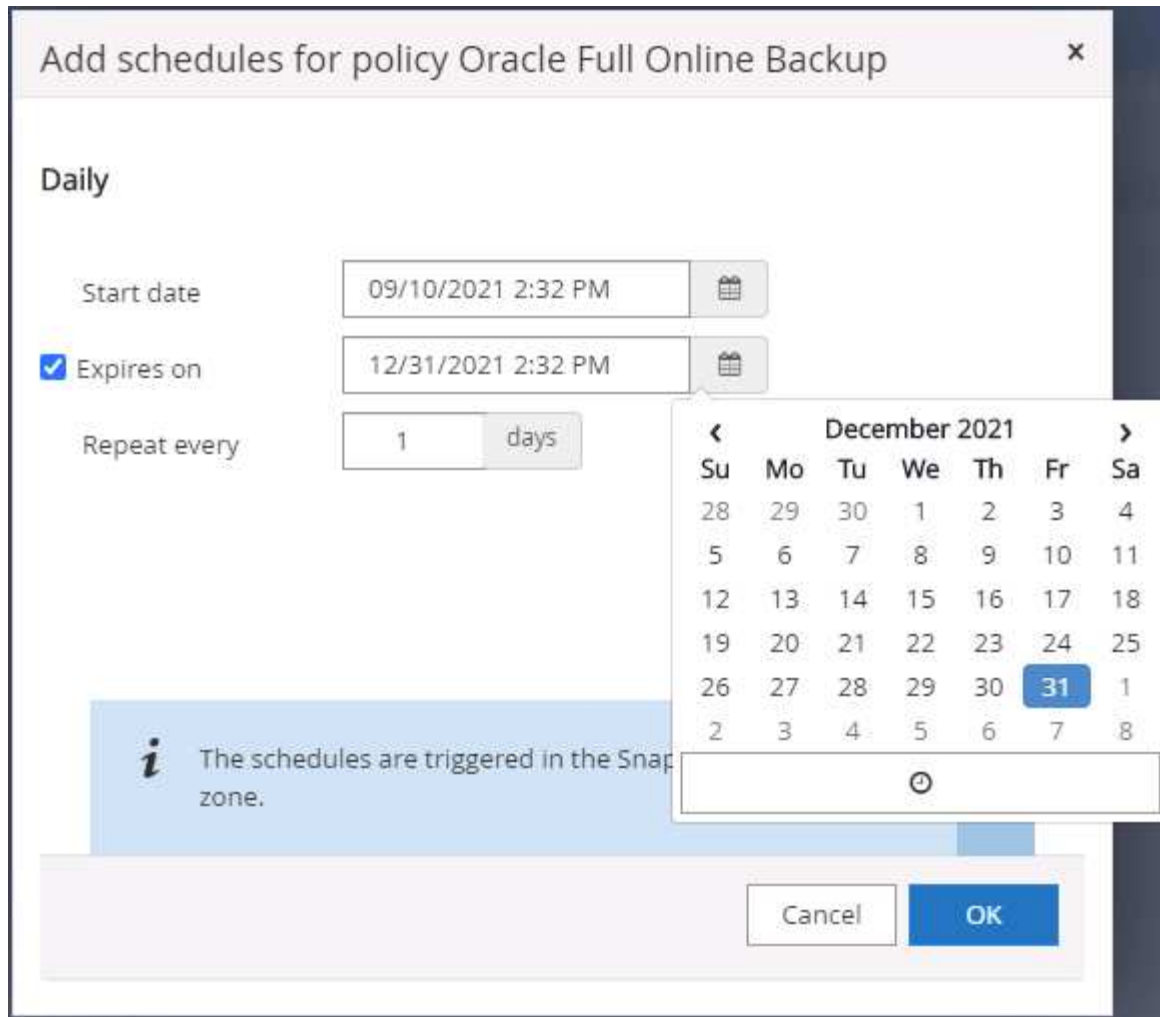 Add schedules for policy Oracle Full Online Backup ×
Daily
Start date 09/10/2021 2:32 PM
Expires on 12/31/2021 2:32 PM
Repeat every 1 days
‹ December 2021 ›
Su Mo Tu We Th Fr Sa
28 29 30 1 2 3 4
5 6 7 8 9 10 11
12 13 14 15 16 17 18
19 20 21 22 23 24 25
26 27 28 29 30 31 1
2 3 4 5 6 7 8
i The schedules are triggered in the Snap
zone.
Cancel OK